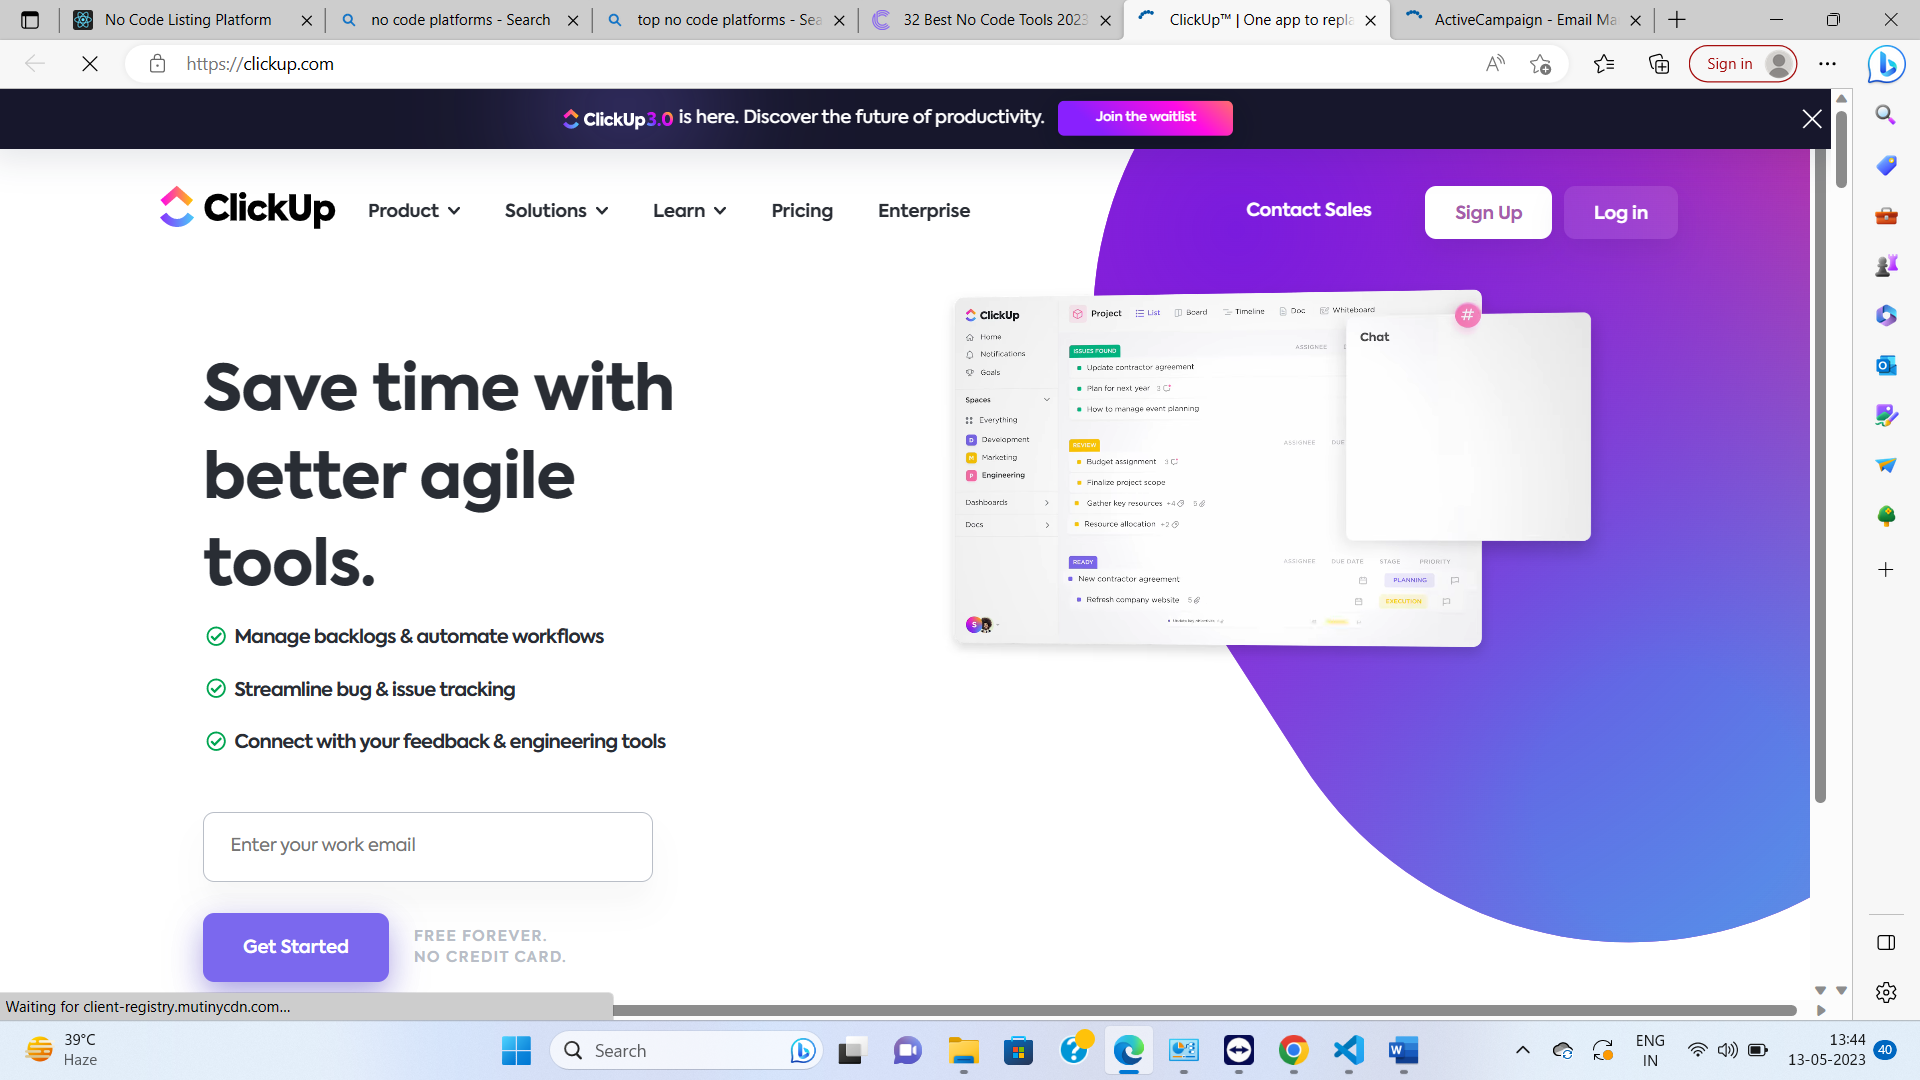 No Code Listing Platform
no code platforms - Search
top no code platforms - Sea
32 Best No Code Tools 2023
ClickUp™ | One app to repla
ActiveCampaign - Email Ma
https://clickup.com
Sign in
ClickUp3.0 is here. Discover the future of productivity.
Join the waitlist
ClickUp
Product
Solutions
Learn
Pricing
Enterprise
Contact Sales
Sign Up
Log in
Save time with
better agile
tools.
Manage backlogs & automate workflows
Streamline bug & issue tracking
Connect with your feedback & engineering tools
Enter your work email
Get Started
FREE FOREVER.
NO CREDIT CARD.
ClickUp
Home
Notifications
Goals
Spaces
Everything
D Development
M Marketing
P Engineering
Dashboards
Docs
S
Project
List
Board
Timeline
Doc
Whiteboard
#
Chat
ISSUES FOUND
ASSIGNEE
Update contractor agreement
Plan for next year 3
How to manage event planning
REVIEW
ASSIGNEE
DUE
Budget assignment 3
Finalize project scope
Gather key resources +4 5
Resource allocation +2
READY
ASSIGNEE
DUE DATE
STAGE
PRIORITY
New contractor agreement
PLANNING
Refresh company website 5
EXECUTION
Waiting for client-registry.mutinycdn.com...
39°C
Haze
Search
ENG
IN
13:44
13-05-2023
40